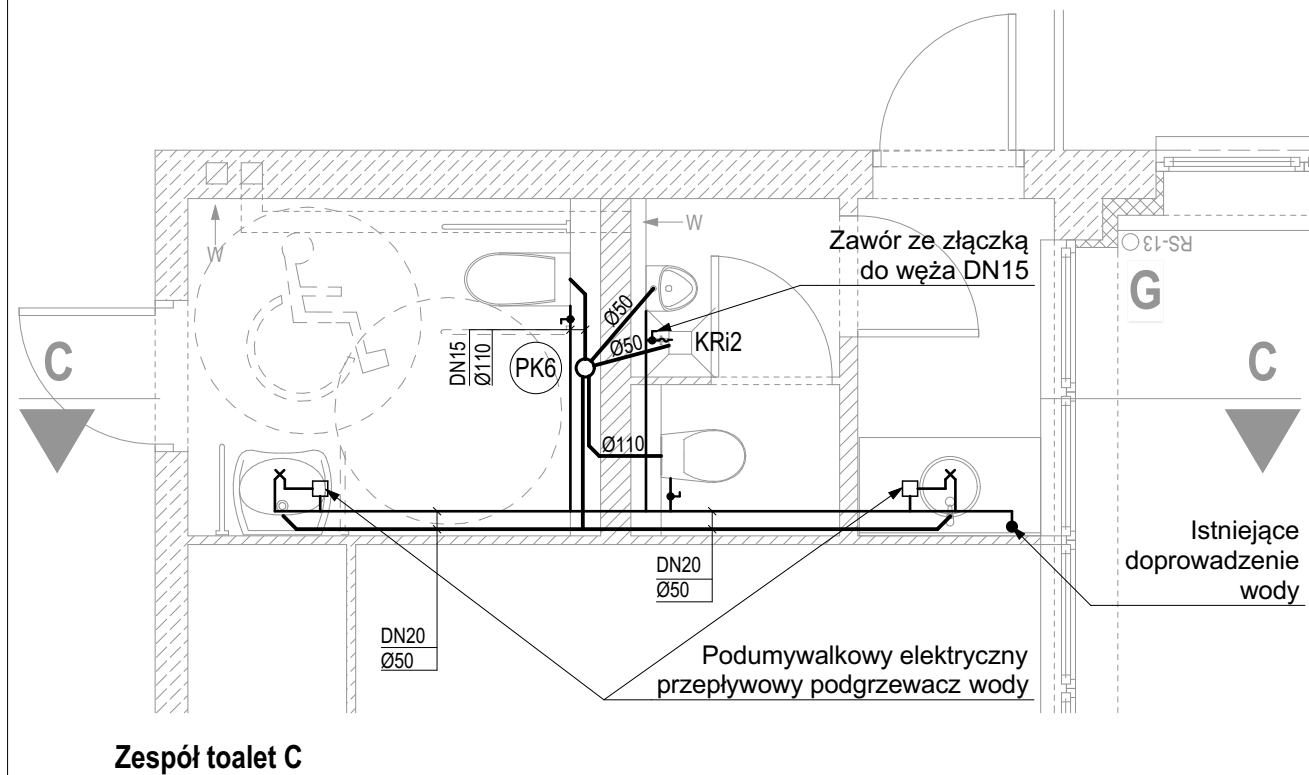 W
W
Zawór ze złączką
do węża DN15
RS-13
G
C
C
Ø50
Ø50
KRi2
DN15
Ø110
PK6
Ø110
Istniejące
doprowadzenie
wody
DN20
Ø50
DN20
Ø50
Podumywalkowy elektryczny
przepływowy podgrzewacz wody
Zespół toalet C